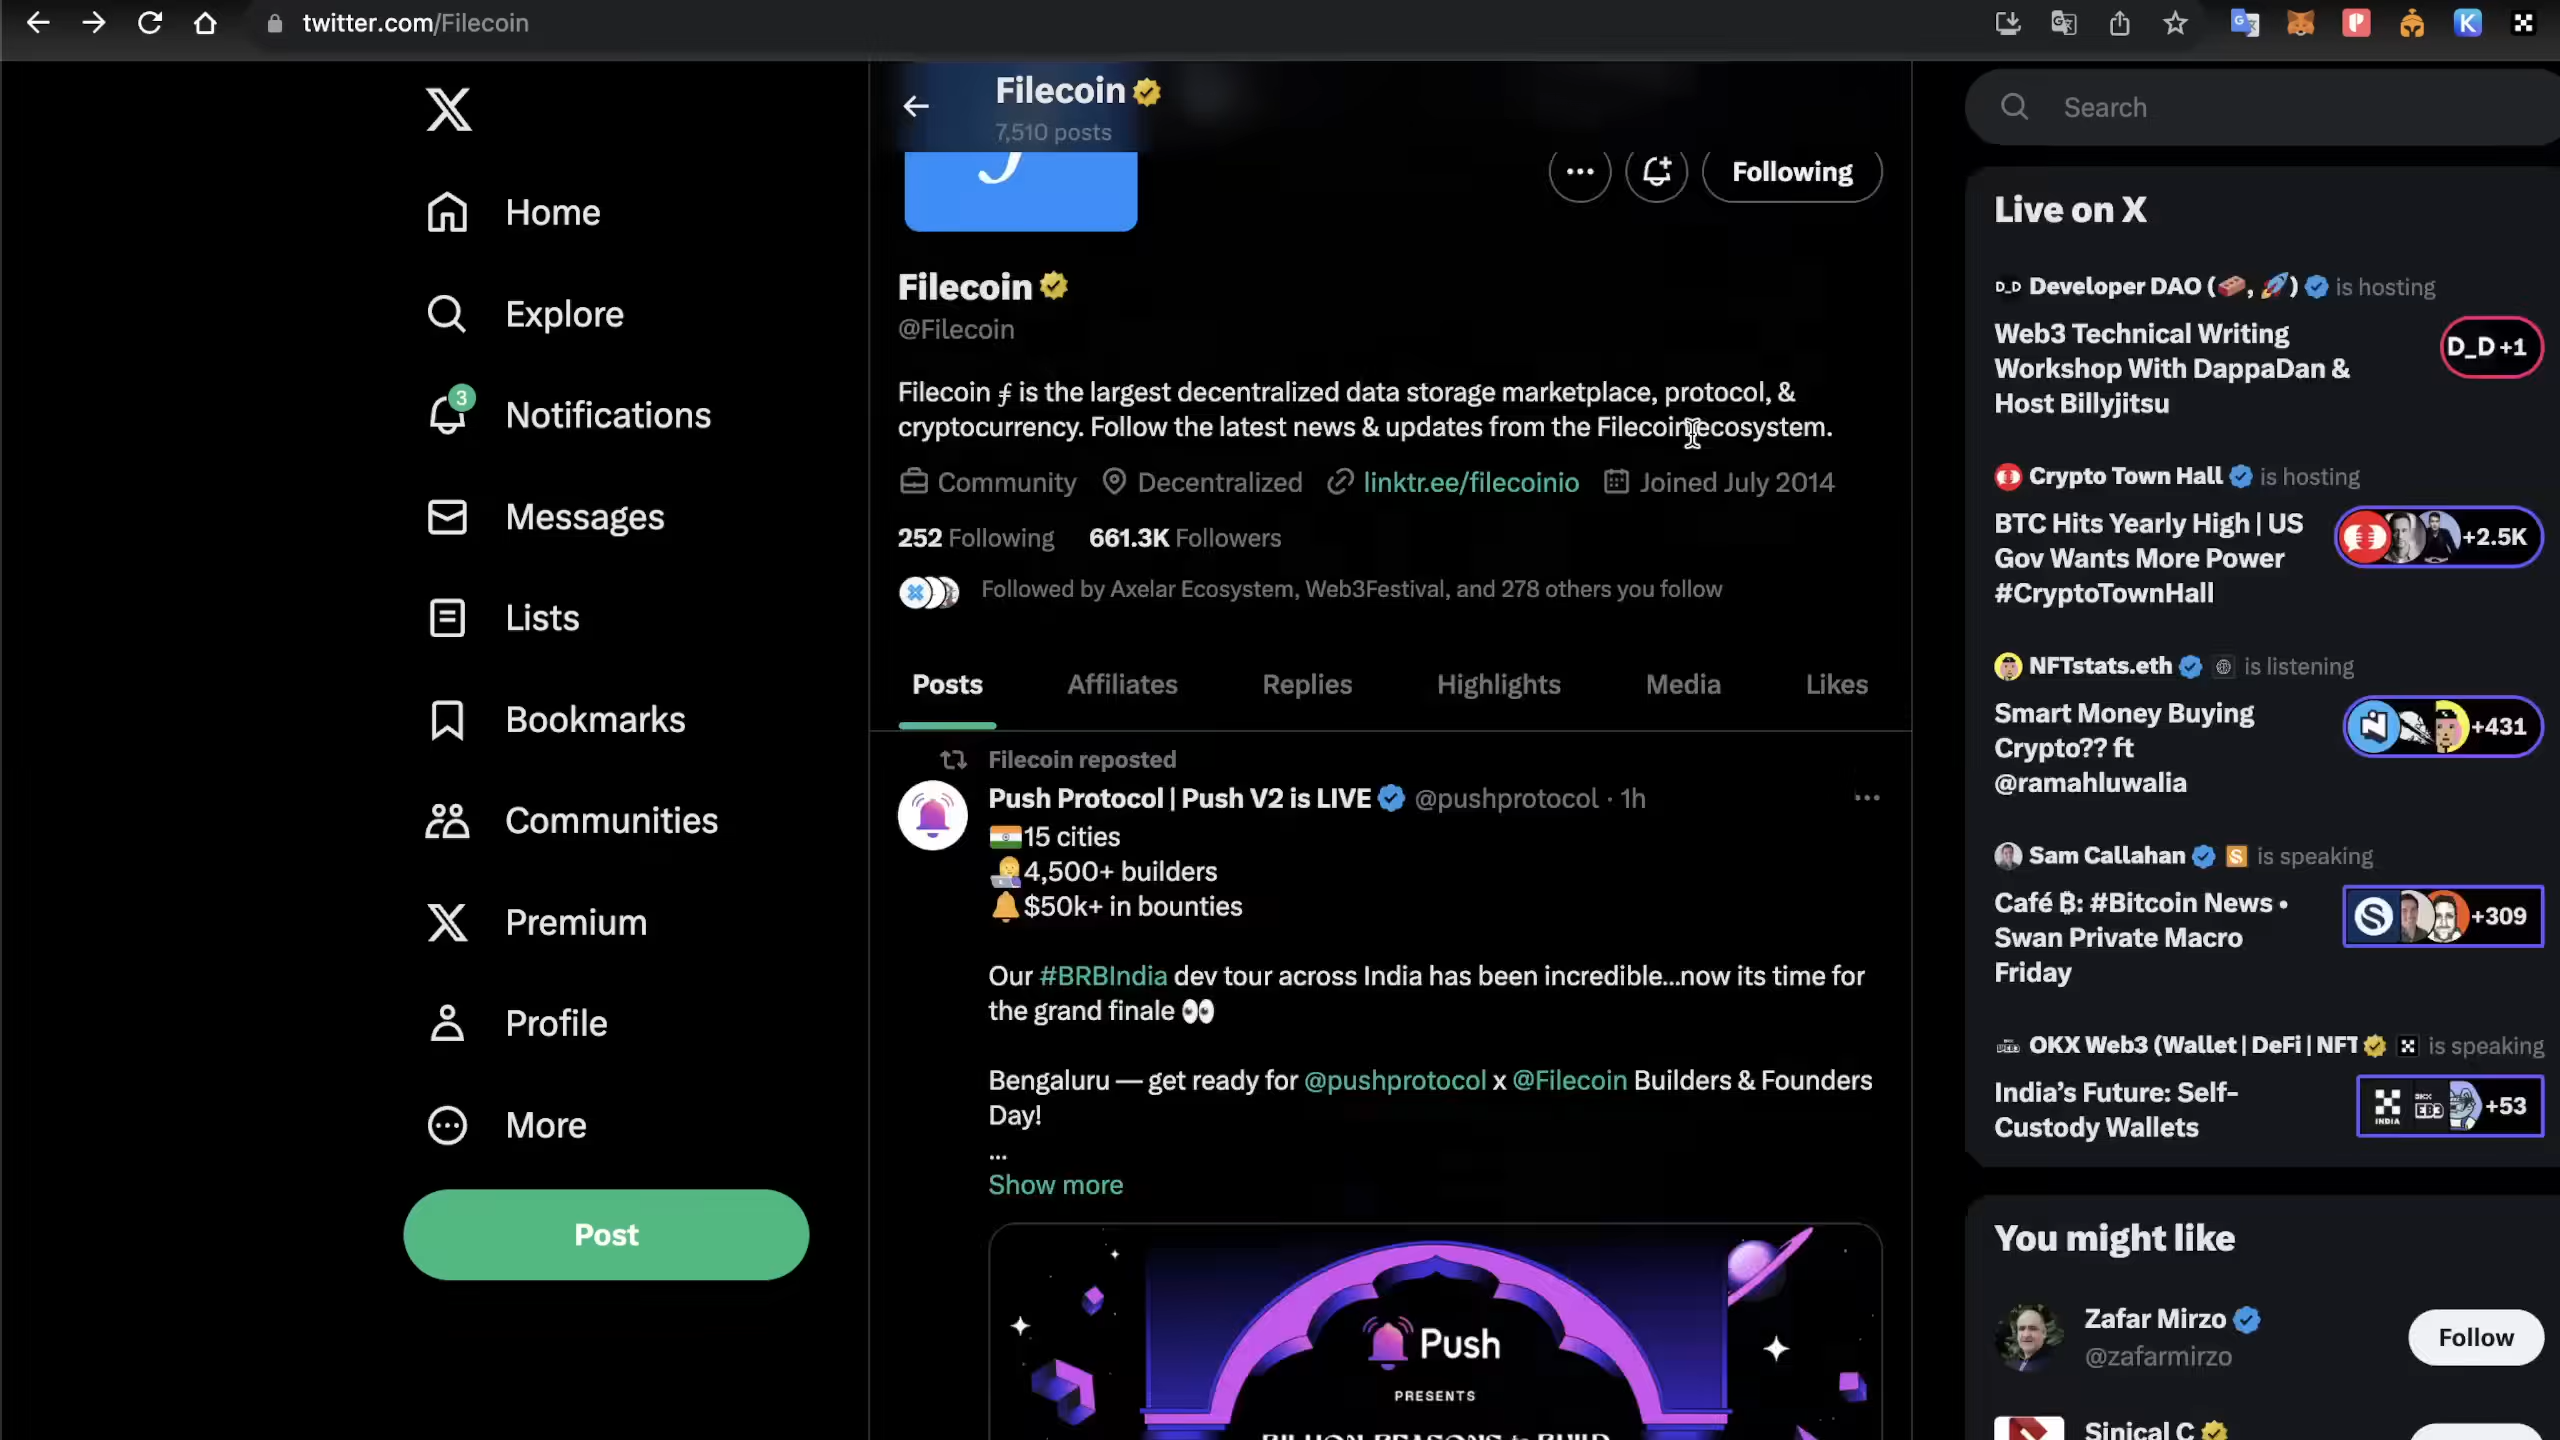 twitter.com/Filecoin
Filecoin
7,510 posts
Following
Search
Home
Explore
3
Notifications
Messages
Lists
Bookmarks
Communities
Premium
Profile
More
Post
Filecoin
@Filecoin
Filecoin ⨎ is the largest decentralized data storage marketplace, protocol, &
cryptocurrency. Follow the latest news & updates from the Filecoin ecosystem.
Community
Decentralized
linktr.ee/filecoinio
Joined July 2014
252 Following
661.3K Followers
Followed by Axelar Ecosystem, Web3Festival, and 278 others you follow
Posts
Affiliates
Replies
Highlights
Media
Likes
Filecoin reposted
Push Protocol | Push V2 is LIVE @pushprotocol · 1h
🇮🇳15 cities
🧑‍💻4,500+ builders
🔔$50k+ in bounties
Our #BRBIndia dev tour across India has been incredible...now its time for
the grand finale 👀
Bengaluru — get ready for @pushprotocol x @Filecoin Builders & Founders
Day!
...
Show more
Push
PRESENTS
BILLION REASONS to BUILD
Live on X
D_D Developer DAO (🧱, 🚀) is hosting
Web3 Technical Writing
Workshop With DappaDan &
Host Billyjitsu
D_D +1
Crypto Town Hall is hosting
BTC Hits Yearly High | US
Gov Wants More Power
#CryptoTownHall
+2.5K
NFTstats.eth is listening
Smart Money Buying
Crypto?? ft
@ramahluwalia
+431
Sam Callahan is speaking
Café ₿: #Bitcoin News •
Swan Private Macro
Friday
+309
OKX Web3 (Wallet | DeFi | NFT is speaking
India’s Future: Self-
Custody Wallets
INDIA
+53
You might like
Zafar Mirzo
@zafarmirzo
Follow
Sinical C